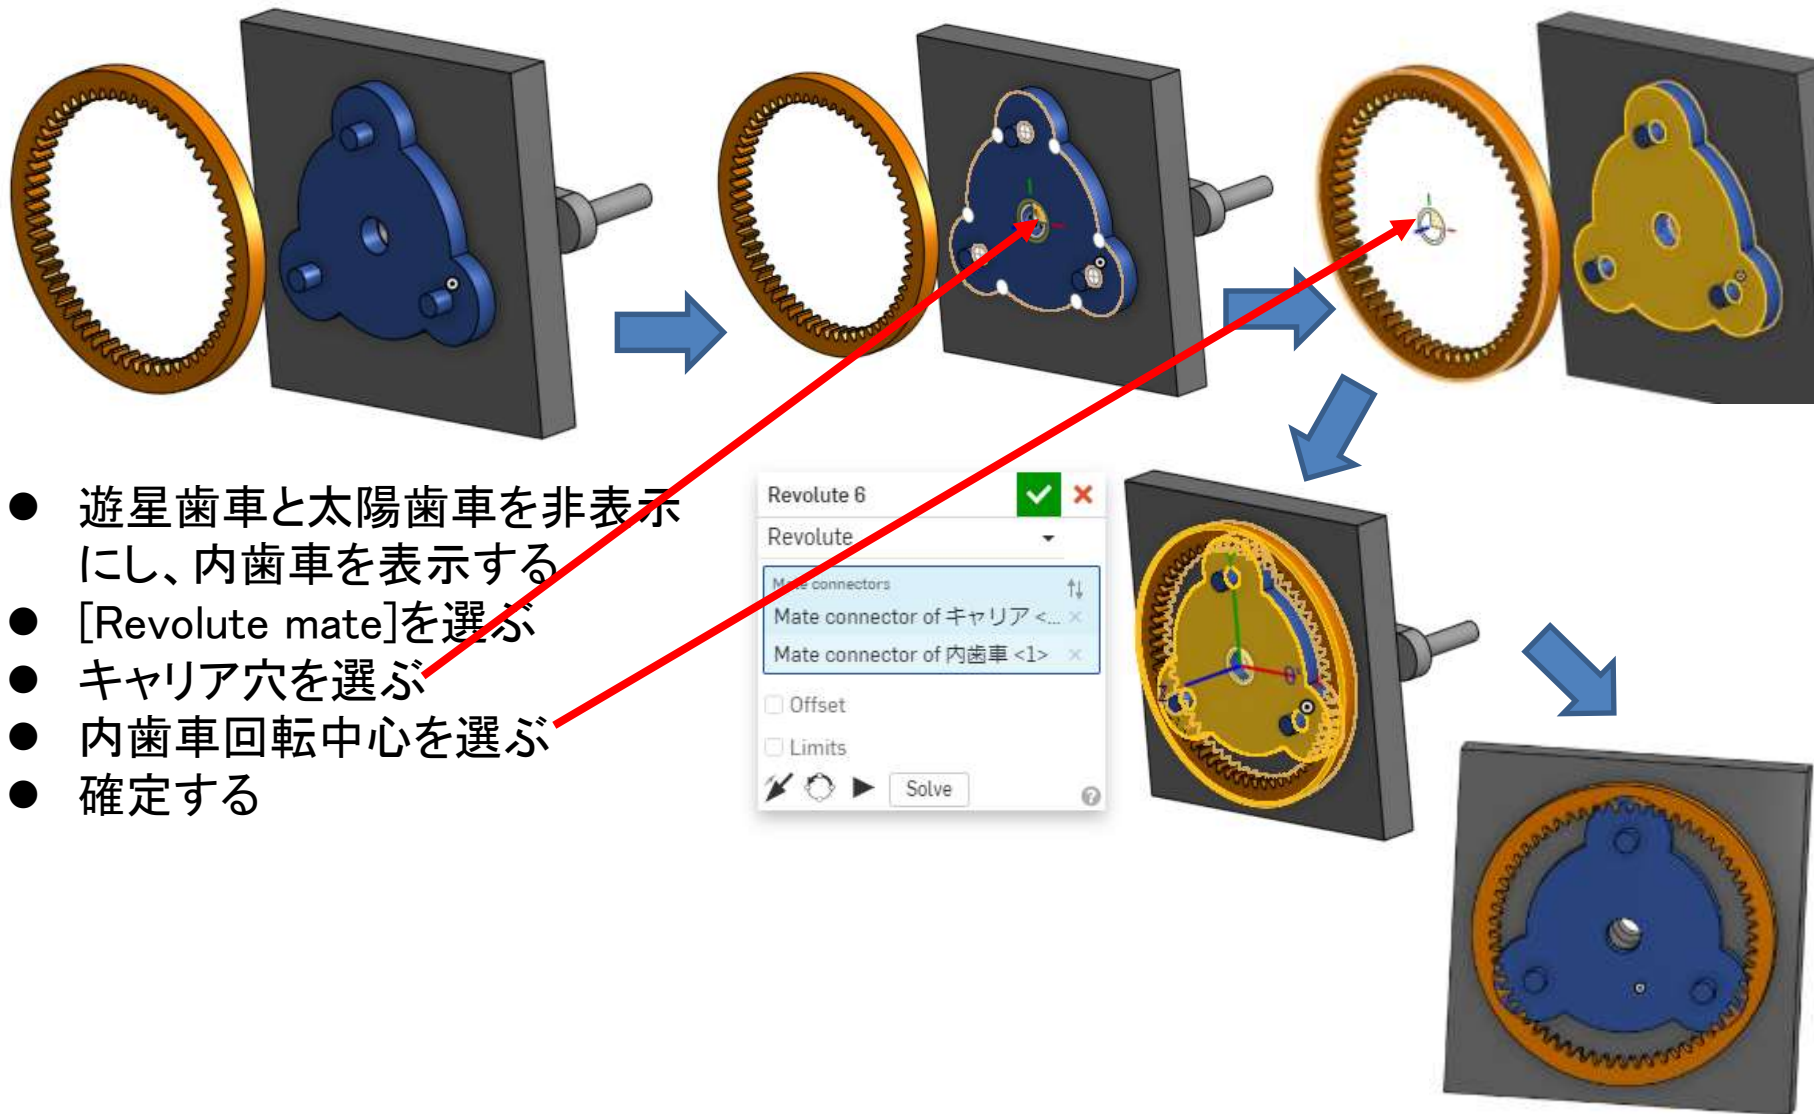 ● 遊星歯車と太陽歯車を非表示
にし、内歯車を表示する
● [Revolute mate]を選ぶ
● キャリア穴を選ぶ
● 内歯車回転中心を選ぶ
● 確定する
Revolute 6
Revolute
Mate connectors
Mate connector of キャリア <...
Mate connector of 内歯車 <1>
Offset
Limits
Solve